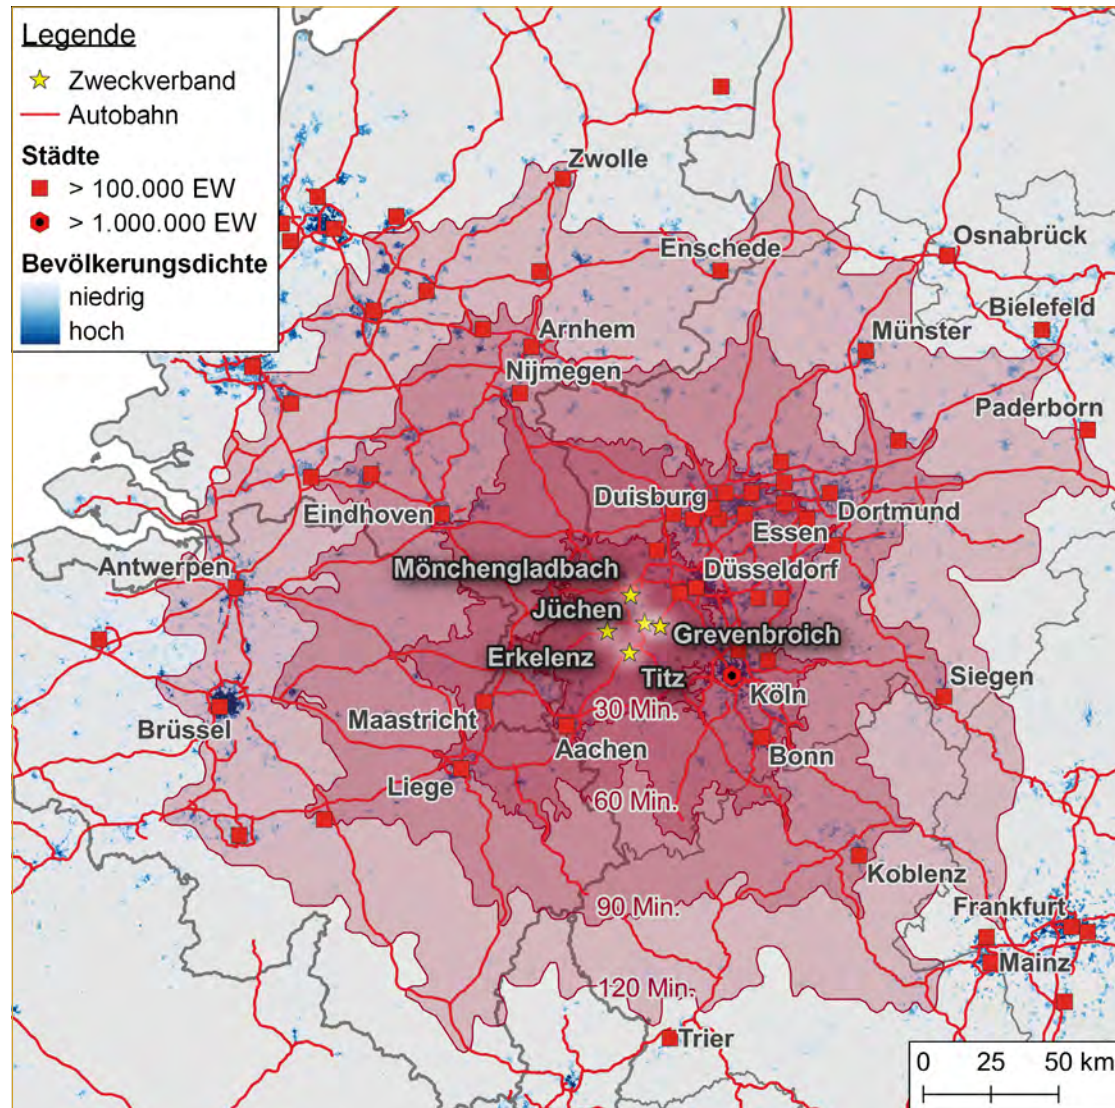 Legende
Zweckverband
Autobahn
Städte
> 100.000 EW
> 1.000.000 EW
Bevölkerungsdichte
niedrig
hoch
Zwolle
Enschede
Osnabrück
Bielefeld
Arnhem
Münster
Nijmegen
Paderborn
Duisburg
Eindhoven
Dortmund
Essen
Antwerpen
Mönchengladbach
Düsseldorf
Jüchen
Grevenbroich
Erkelenz
Titz
Siegen
Köln
Maastricht
30 Min.
Brüssel
Aachen
Bonn
Liege
60 Min.
Koblenz
90 Min.
Frankfurt
Mainz
120 Min.
Trier
0 25 50 km